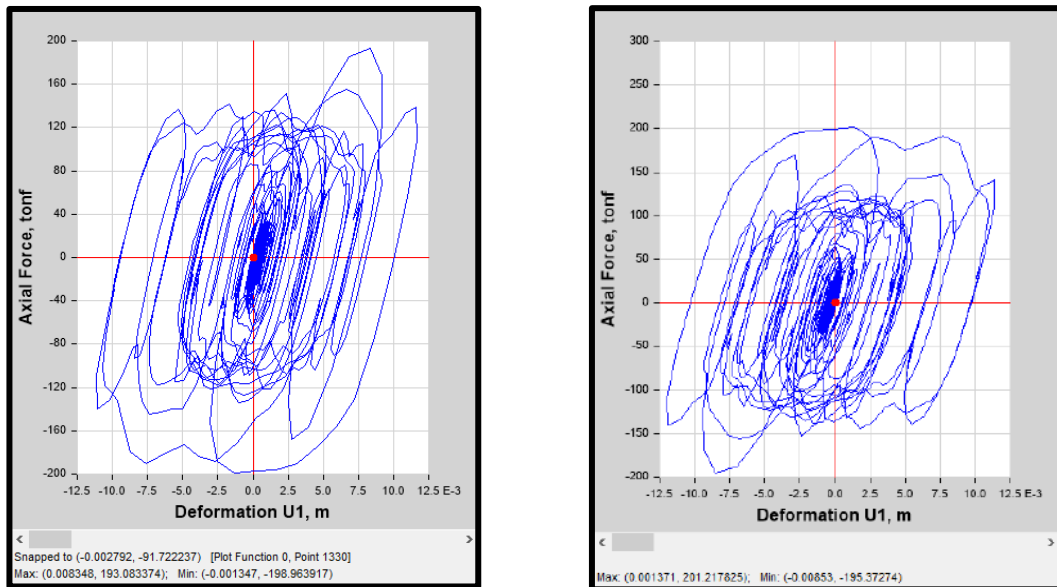 200
160
120
80
40
0
-40
-80
-120
-160
-200
Axial Force, tonf
-12.5 -10.0 -7.5 -5.0 -2.5 0.0 2.5 5.0 7.5 10.0 12.5 E-3
Deformation U1, m
Snapped to (-0.002792, -91.722237) [Plot Function 0, Point 1330]
Max: (0.008348, 193.083374); Min: (-0.001347, -198.963917)
300
250
200
150
100
50
0
-50
-100
-150
-200
Axial Force, tonf
-12.5 -10.0 -7.5 -5.0 -2.5 0.0 2.5 5.0 7.5 10.0 12.5 E-3
Deformation U1, m
Max: (0.001371, 201.217825); Min: (-0.00853, -195.37274)